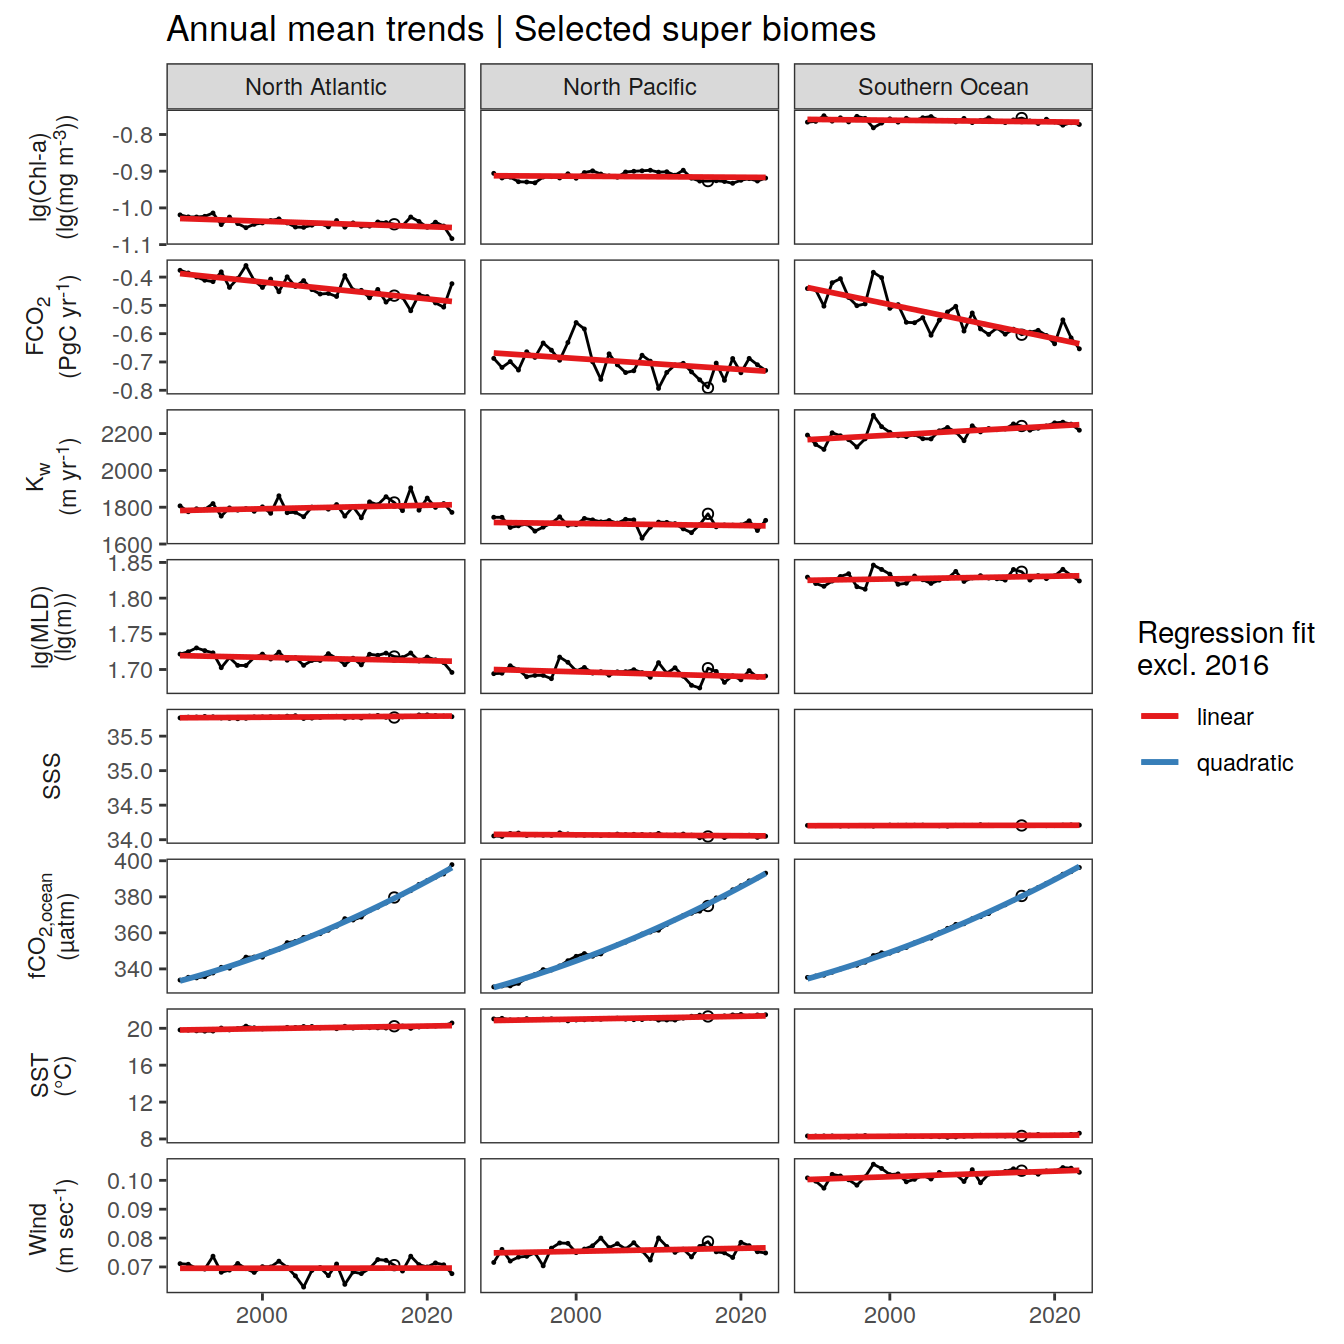 Annual mean trends | Selected super biomes
North Atlantic
North Pacific
Southern Ocean
lg(Chl-a)
(lg(mg m⁻³))
-0.8
-0.9
-1.0
-1.1
FCO₂
(PgC yr⁻¹)
-0.4
-0.5
-0.6
-0.7
-0.8
K_w
(m yr⁻¹)
2200
2000
1800
1600
lg(MLD)
(lg(m))
1.85
1.80
1.75
1.70
SSS
35.5
35.0
34.5
34.0
fCO₂,ocean
(µatm)
400
380
360
340
SST
(°C)
20
16
12
8
Wind
(m sec⁻¹)
0.10
0.09
0.08
0.07
2000
2020
2000
2020
2000
2020
Regression fit
excl. 2016
linear
quadratic